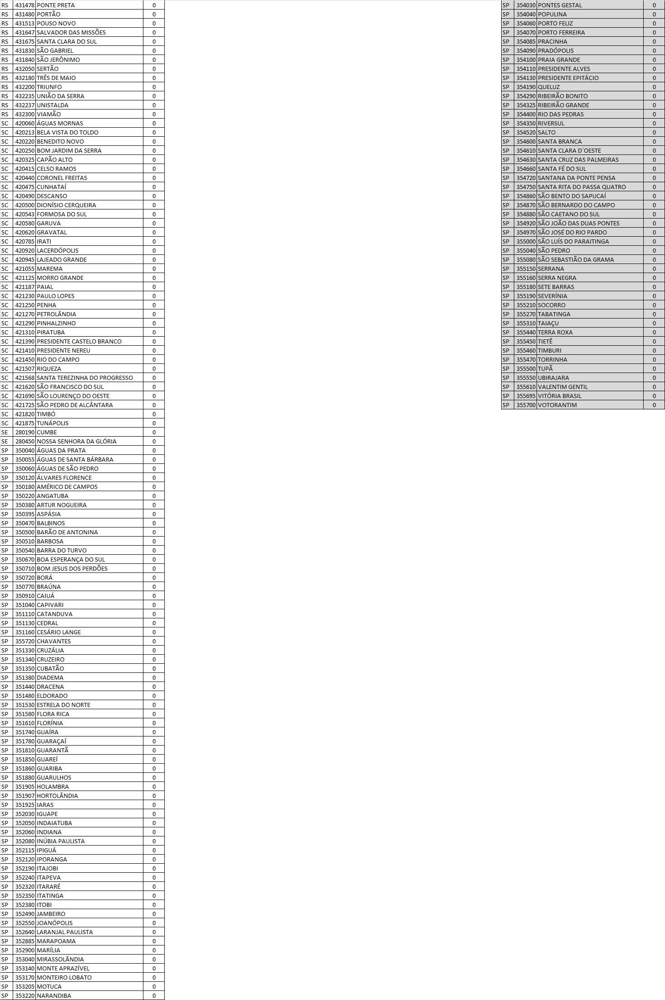 RS 431478 PONTE PRETA 0
RS 431480 PORTÃO 0
RS 431513 POUSO NOVO 0
RS 431647 SALVADOR DAS MISSÕES 0
RS 431675 SANTA CLARA DO SUL 0
RS 431830 SÃO GABRIEL 0
RS 431840 SÃO JERÔNIMO 0
RS 432050 SERTÃO 0
RS 432180 TRÊS DE MAIO 0
RS 432200 TRIUNFO 0
RS 432235 UNIÃO DA SERRA 0
RS 432237 UNISTALDA 0
RS 432300 VIAMÃO 0
SC 420060 ÁGUAS MORNAS 0
SC 420213 BELA VISTA DO TOLDO 0
SC 420220 BENEDITO NOVO 0
SC 420250 BOM JARDIM DA SERRA 0
SC 420325 CAPÃO ALTO 0
SC 420415 CELSO RAMOS 0
SC 420440 CORONEL FREITAS 0
SC 420475 CUNHATAÍ 0
SC 420490 DESCANSO 0
SC 420500 DIONÍSIO CERQUEIRA 0
SC 420543 FORMOSA DO SUL 0
SC 420580 GARUVA 0
SC 420620 GRAVATAL 0
SC 420785 IRATI 0
SC 420920 LACERDÓPOLIS 0
SC 420945 LAJEADO GRANDE 0
SC 421055 MAREMA 0
SC 421125 MORRO GRANDE 0
SC 421187 PAIAL 0
SC 421230 PAULO LOPES 0
SC 421250 PENHA 0
SC 421270 PETROLÂNDIA 0
SC 421290 PINHALZINHO 0
SC 421310 PIRATUBA 0
SC 421390 PRESIDENTE CASTELO BRANCO 0
SC 421410 PRESIDENTE NEREU 0
SC 421450 RIO DO CAMPO 0
SC 421507 RIQUEZA 0
SC 421568 SANTA TEREZINHA DO PROGRESSO 0
SC 421620 SÃO FRANCISCO DO SUL 0
SC 421690 SÃO LOURENÇO DO OESTE 0
SC 421725 SÃO PEDRO DE ALCÂNTARA 0
SC 421820 TIMBÓ 0
SC 421875 TUNÁPOLIS 0
SE 280190 CUMBE 0
SE 280450 NOSSA SENHORA DA GLÓRIA 0
SP 350040 ÁGUAS DA PRATA 0
SP 350055 ÁGUAS DE SANTA BÁRBARA 0
SP 350060 ÁGUAS DE SÃO PEDRO 0
SP 350120 ÁLVARES FLORENCE 0
SP 350180 AMÉRICO DE CAMPOS 0
SP 350220 ANGATUBA 0
SP 350380 ARTUR NOGUEIRA 0
SP 350395 ASPÁSIA 0
SP 350470 BALBINOS 0
SP 350500 BARÃO DE ANTONINA 0
SP 350510 BARBOSA 0
SP 350540 BARRA DO TURVO 0
SP 350670 BOA ESPERANÇA DO SUL 0
SP 350710 BOM JESUS DOS PERDÕES 0
SP 350720 BORÁ 0
SP 350770 BRAÚNA 0
SP 350910 CAIUÁ 0
SP 351040 CAPIVARI 0
SP 351110 CATANDUVA 0
SP 351130 CEDRAL 0
SP 351160 CESÁRIO LANGE 0
SP 355720 CHAVANTES 0
SP 351330 CRUZÁLIA 0
SP 351340 CRUZEIRO 0
SP 351350 CUBATÃO 0
SP 351380 DIADEMA 0
SP 351440 DRACENA 0
SP 351480 ELDORADO 0
SP 351530 ESTRELA DO NORTE 0
SP 351580 FLORA RICA 0
SP 351610 FLORÍNIA 0
SP 351740 GUAÍRA 0
SP 351780 GUARAÇAÍ 0
SP 351810 GUARANTÃ 0
SP 351850 GUAREÍ 0
SP 351860 GUARIBA 0
SP 351880 GUARULHOS 0
SP 351905 HOLAMBRA 0
SP 351907 HORTOLÂNDIA 0
SP 351925 IARAS 0
SP 352030 IGUAPE 0
SP 352050 INDAIATUBA 0
SP 352060 INDIANA 0
SP 352080 INÚBIA PAULISTA 0
SP 352115 IPIGUÁ 0
SP 352120 IPORANGA 0
SP 352190 ITAJOBI 0
SP 352240 ITAPEVA 0
SP 352320 ITARARÉ 0
SP 352350 ITATINGA 0
SP 352380 ITOBI 0
SP 352490 JAMBEIRO 0
SP 352550 JOANÓPOLIS 0
SP 352640 LARANJAL PAULISTA 0
SP 352885 MARAPOAMA 0
SP 352900 MARÍLIA 0
SP 353040 MIRASSOLÂNDIA 0
SP 353140 MONTE APRAZÍVEL 0
SP 353170 MONTEIRO LOBATO 0
SP 353205 MOTUCA 0
SP 353220 NARANDIBA 0
SP 354030 PONTES GESTAL 0
SP 354040 POPULINA 0
SP 354060 PORTO FELIZ 0
SP 354070 PORTO FERREIRA 0
SP 354085 PRACINHA 0
SP 354090 PRADÓPOLIS 0
SP 354100 PRAIA GRANDE 0
SP 354110 PRESIDENTE ALVES 0
SP 354130 PRESIDENTE EPITÁCIO 0
SP 354190 QUELUZ 0
SP 354290 RIBEIRÃO BONITO 0
SP 354325 RIBEIRÃO GRANDE 0
SP 354400 RIO DAS PEDRAS 0
SP 354350 RIVERSUL 0
SP 354520 SALTO 0
SP 354600 SANTA BRANCA 0
SP 354610 SANTA CLARA D´OESTE 0
SP 354630 SANTA CRUZ DAS PALMEIRAS 0
SP 354660 SANTA FÉ DO SUL 0
SP 354720 SANTANA DA PONTE PENSA 0
SP 354750 SANTA RITA DO PASSA QUATRO 0
SP 354860 SÃO BENTO DO SAPUCAÍ 0
SP 354870 SÃO BERNARDO DO CAMPO 0
SP 354880 SÃO CAETANO DO SUL 0
SP 354920 SÃO JOÃO DAS DUAS PONTES 0
SP 354970 SÃO JOSÉ DO RIO PARDO 0
SP 355000 SÃO LUÍS DO PARAITINGA 0
SP 355040 SÃO PEDRO 0
SP 355080 SÃO SEBASTIÃO DA GRAMA 0
SP 355150 SERRANA 0
SP 355160 SERRA NEGRA 0
SP 355180 SETE BARRAS 0
SP 355190 SEVERÍNIA 0
SP 355210 SOCORRO 0
SP 355270 TABATINGA 0
SP 355310 TAIAÇU 0
SP 355440 TERRA ROXA 0
SP 355450 TIETÊ 0
SP 355460 TIMBURI 0
SP 355470 TORRINHA 0
SP 355500 TUPÃ 0
SP 355550 UBIRAJARA 0
SP 355610 VALENTIM GENTIL 0
SP 355695 VITÓRIA BRASIL 0
SP 355700 VOTORANTIM 0